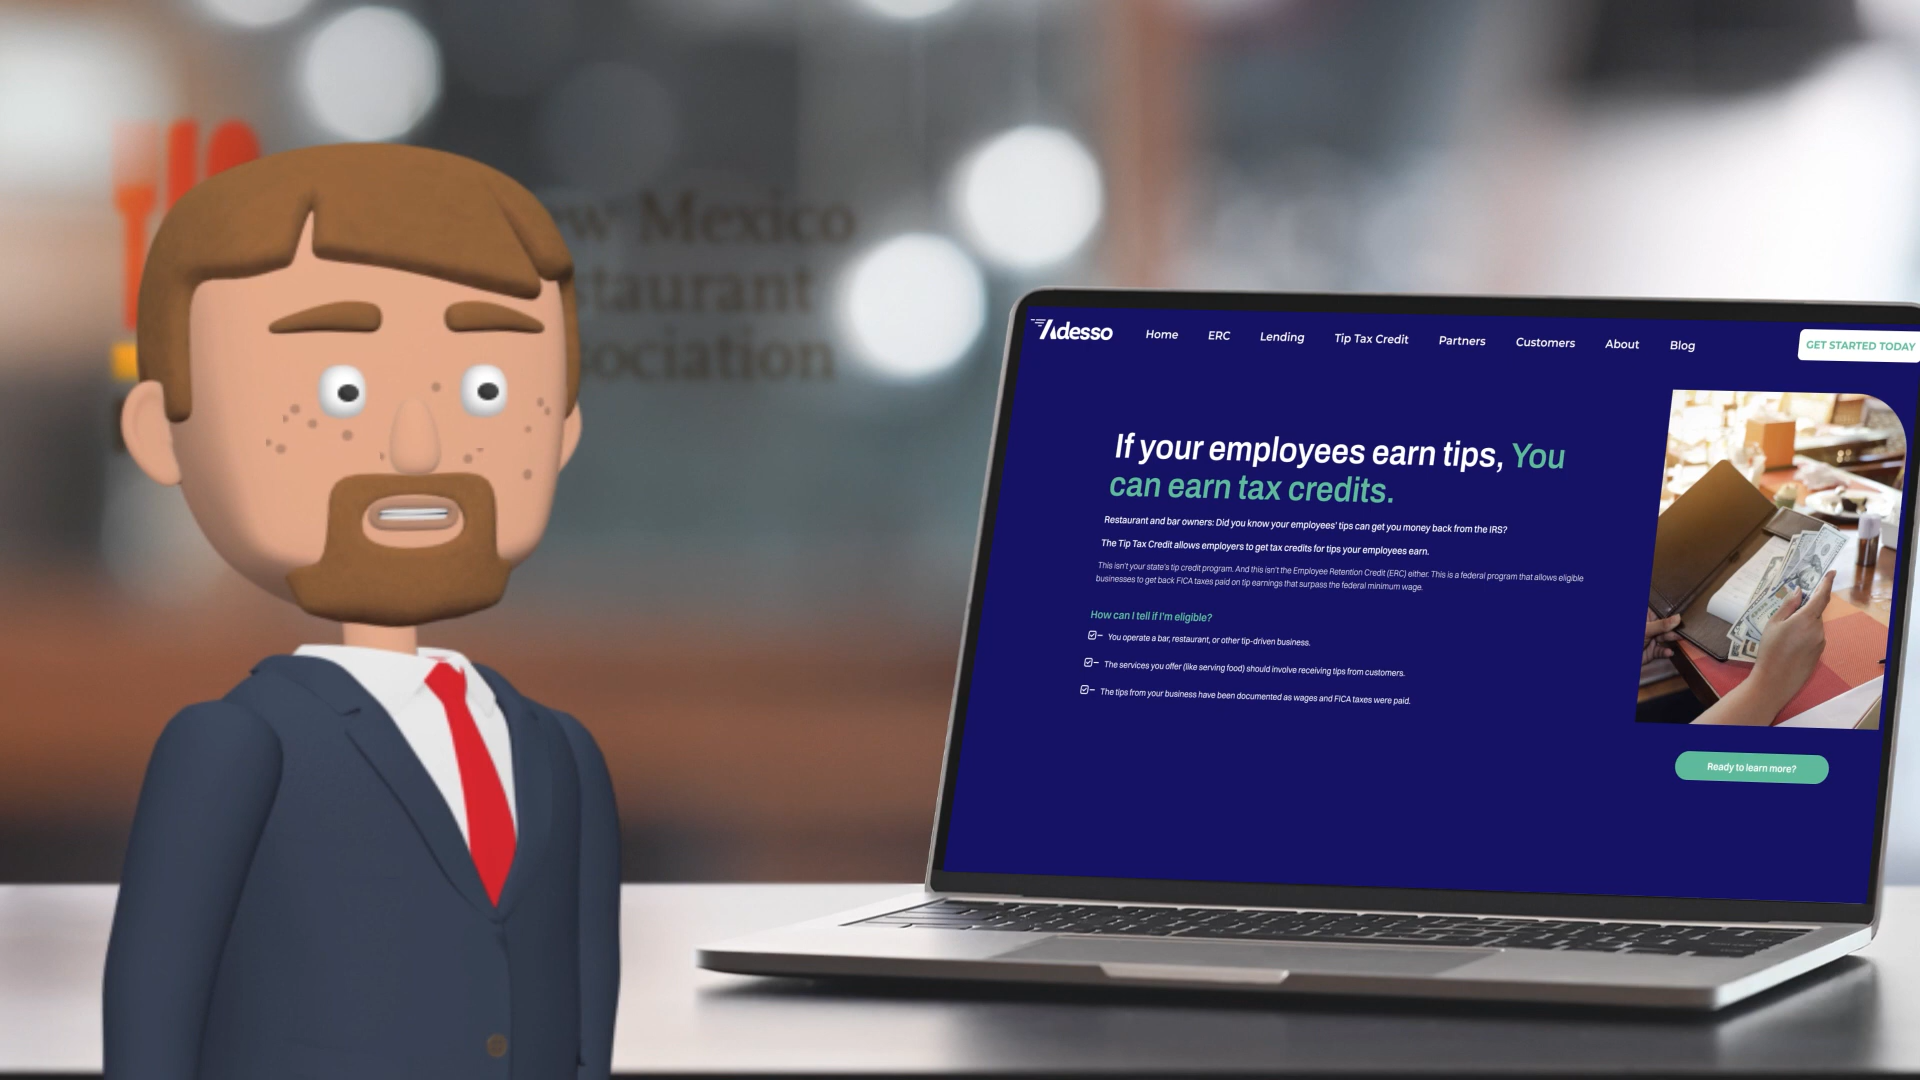 Mexico
Restaurant
Association
Adesso
Home
ERC
Lending
Tip Tax Credit
Partners
Customers
About
Blog
GET STARTED TODAY
If your employees earn tips, You
can earn tax credits.
Restaurant and bar owners: Did you know your employees' tips can get you money back from the IRS?
The Tip Tax Credit allows employers to get tax credits for tips your employees earn.
This isn't your state's tip credit program. And this isn't the Employee Retention Credit (ERC) either. This is a federal program that allows eligible
businesses to get back FICA taxes paid on tip earnings that surpass the federal minimum wage.
How can I tell if I'm eligible?
You operate a bar, restaurant, or other tip-driven business.
The services you offer (like serving food) should involve receiving tips from customers.
The tips from your business have been documented as wages and FICA taxes were paid.
Ready to learn more?